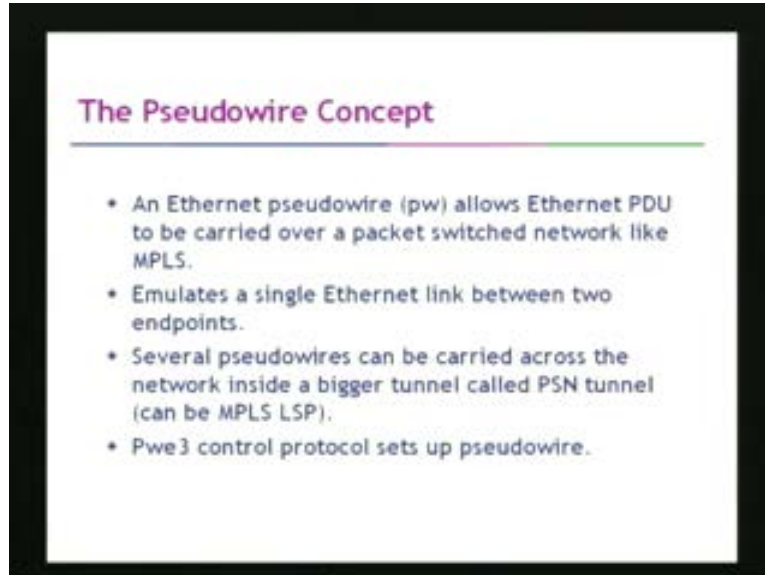 The Pseudowire Concept
• An Ethernet pseudowire (pw) allows Ethernet PDU
to be carried over a packet switched network like
MPLS.
• Emulates a single Ethernet link between two
endpoints.
• Several pseudowires can be carried across the
network inside a bigger tunnel called PSN tunnel
(can be MPLS LSP).
• Pwe3 control protocol sets up pseudowire.